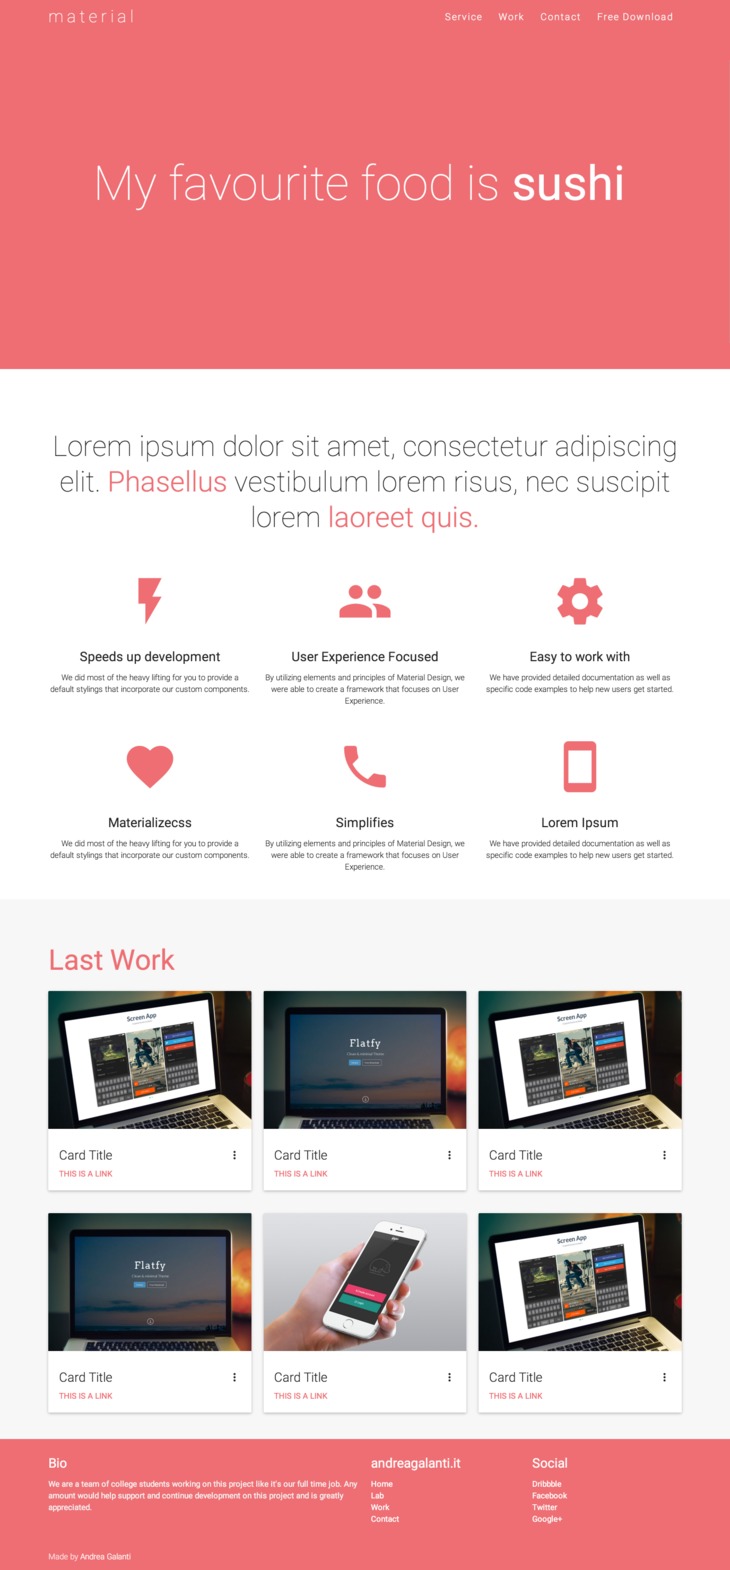 material
Service Work Contact Free Download
My favourite food is sushi
Lorem ipsum dolor sit amet, consectetur adipiscing
elit. Phasellus vestibulum lorem risus, nec suscipit
lorem laoreet quis.
Speeds up development
We did most of the heavy lifting for you to provide a
default stylings that incorporate our custom components.
User Experience Focused
By utilizing elements and principles of Material Design, we
were able to create a framework that focuses on User
Experience.
Easy to work with
We have provided detailed documentation as well as
specific code examples to help new users get started.
Materializecss
We did most of the heavy lifting for you to provide a
default stylings that incorporate our custom components.
Simplifies
By utilizing elements and principles of Material Design, we
were able to create a framework that focuses on User
Experience.
Lorem Ipsum
We have provided detailed documentation as well as
specific code examples to help new users get started.
Last Work
Screen App
Card Title
THIS IS A LINK
Flatfy
Card Title
THIS IS A LINK
Screen App
Card Title
THIS IS A LINK
Flatfy
Card Title
THIS IS A LINK
Card Title
THIS IS A LINK
Screen App
Card Title
THIS IS A LINK
Bio
We are a team of college students working on this project like it's our full time job. Any
amount would help support and continue development on this project and is greatly
appreciated.
andreagalanti.it
Home
Lab
Work
Contact
Social
Dribbble
Facebook
Twitter
Google+
Made by Andrea Galanti